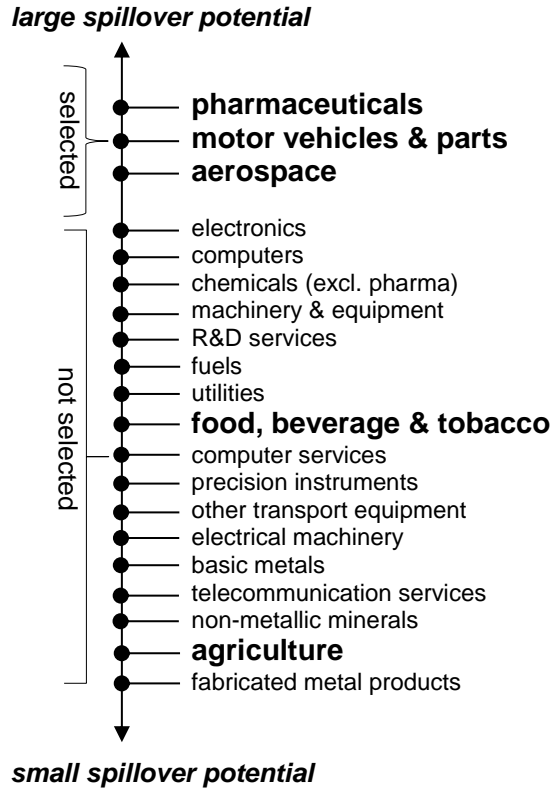 large spillover potential
selected
pharmaceuticals
motor vehicles & parts
aerospace
not selected
electronics
computers
chemicals (excl. pharma)
machinery & equipment
R&D services
fuels
utilities
food, beverage & tobacco
computer services
precision instruments
other transport equipment
electrical machinery
basic metals
telecommunication services
non-metallic minerals
agriculture
fabricated metal products
small spillover potential